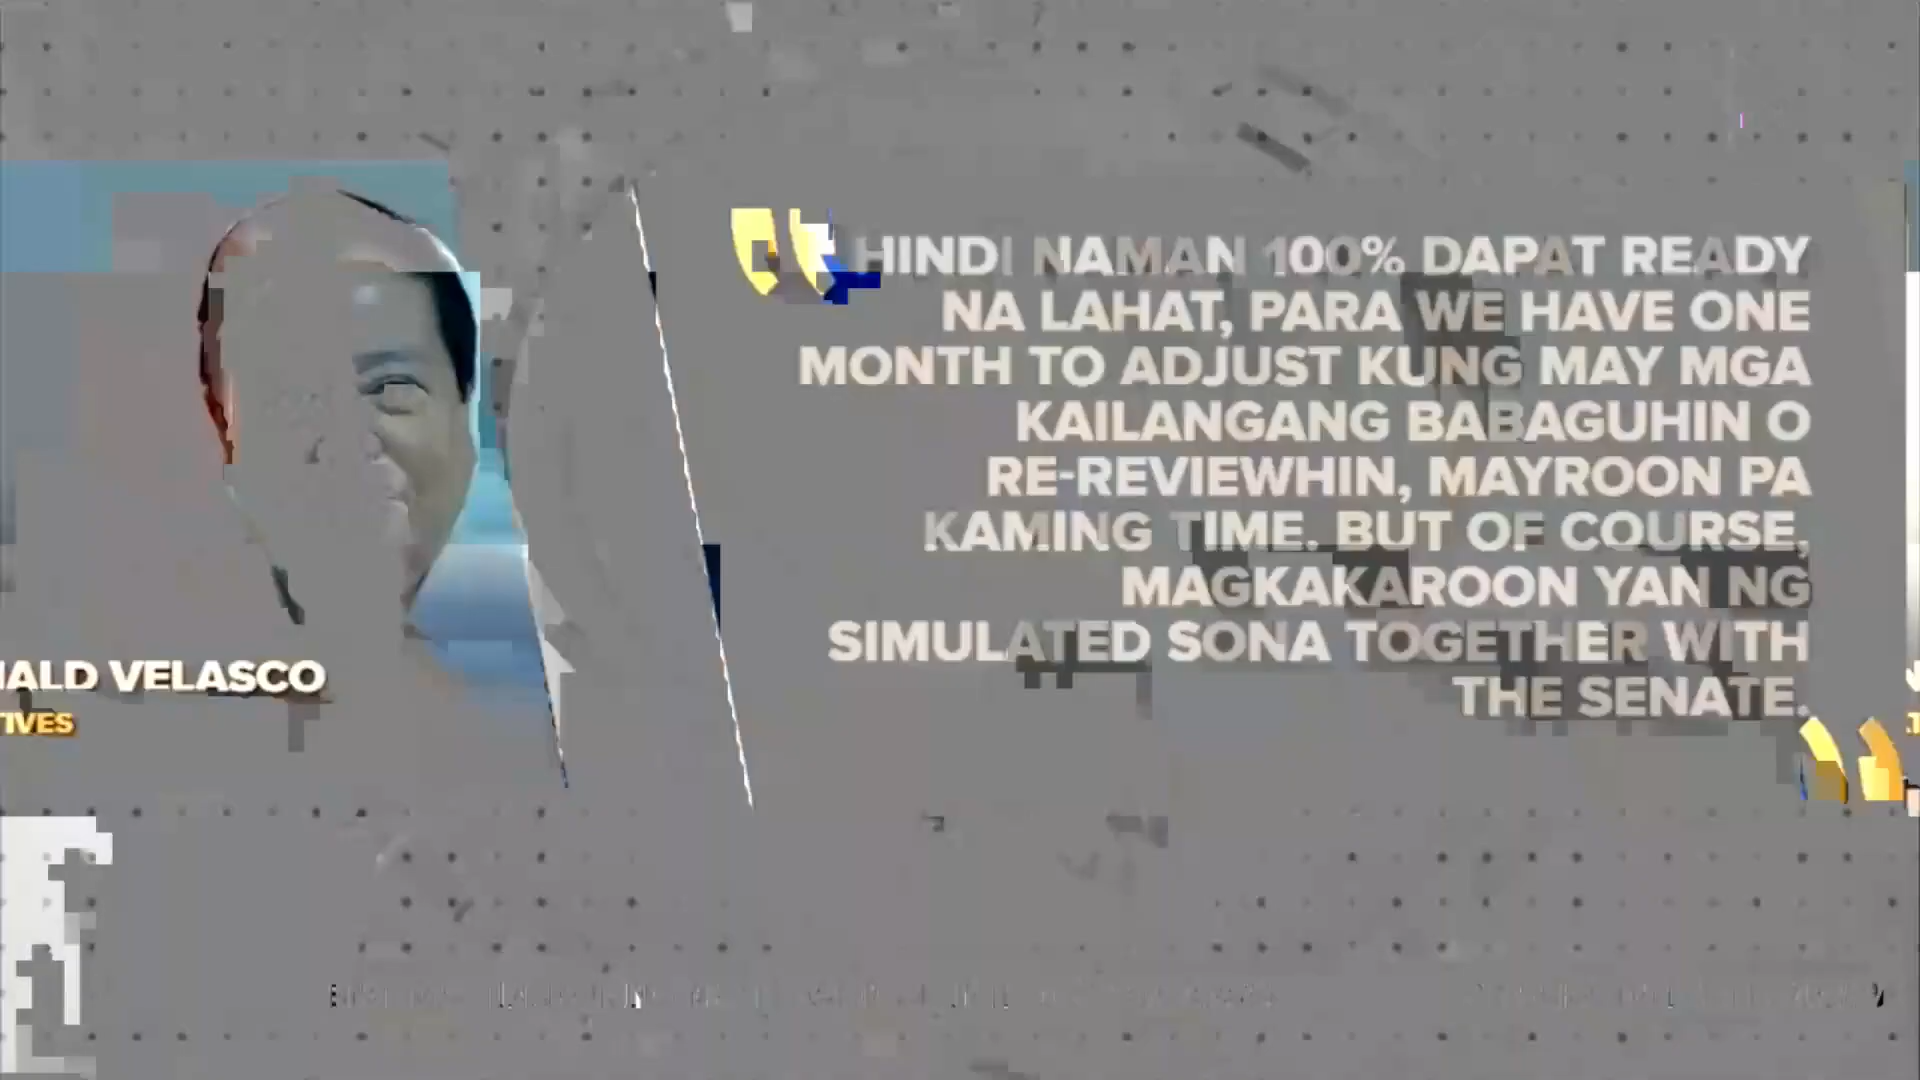 HINDI NAMAN 100% DAPAT READY
NA LAHAT, PARA WE HAVE ONE
MONTH TO ADJUST KUNG MAY MGA
KAILANGANG BABAGUHIN O
RE-REVIEWHIN, MAYROON PA
KAMING TIME. BUT OF COURSE,
MAGKAKAROON YAN NG
SIMULATED SONA TOGETHER WITH
THE SENATE.
NALD VELASCO
TIVES